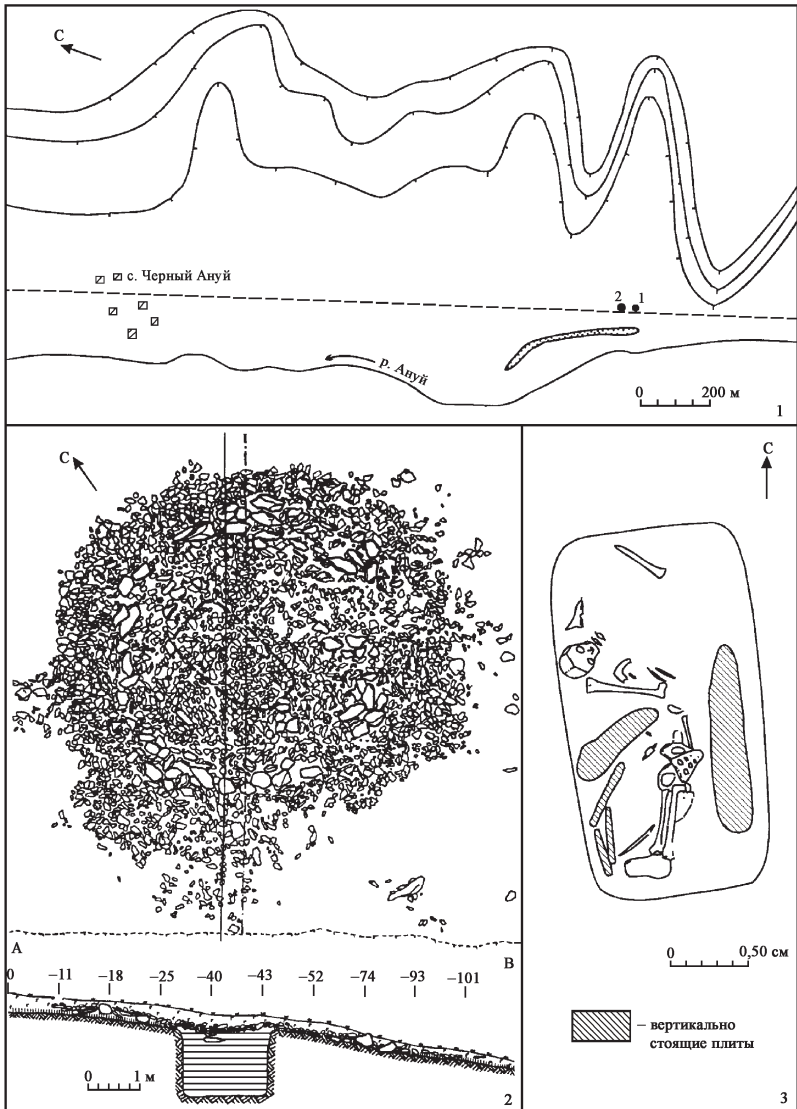 С
с. Черный Ануй
2 1
р. Ануй
0 200 м
1
С
А В
0 –11 –18 –25 –40 –43 –52 –74 –93 –101
0 1 м
2
С
0 0,50 см
– вертикально
стоящие плиты
3